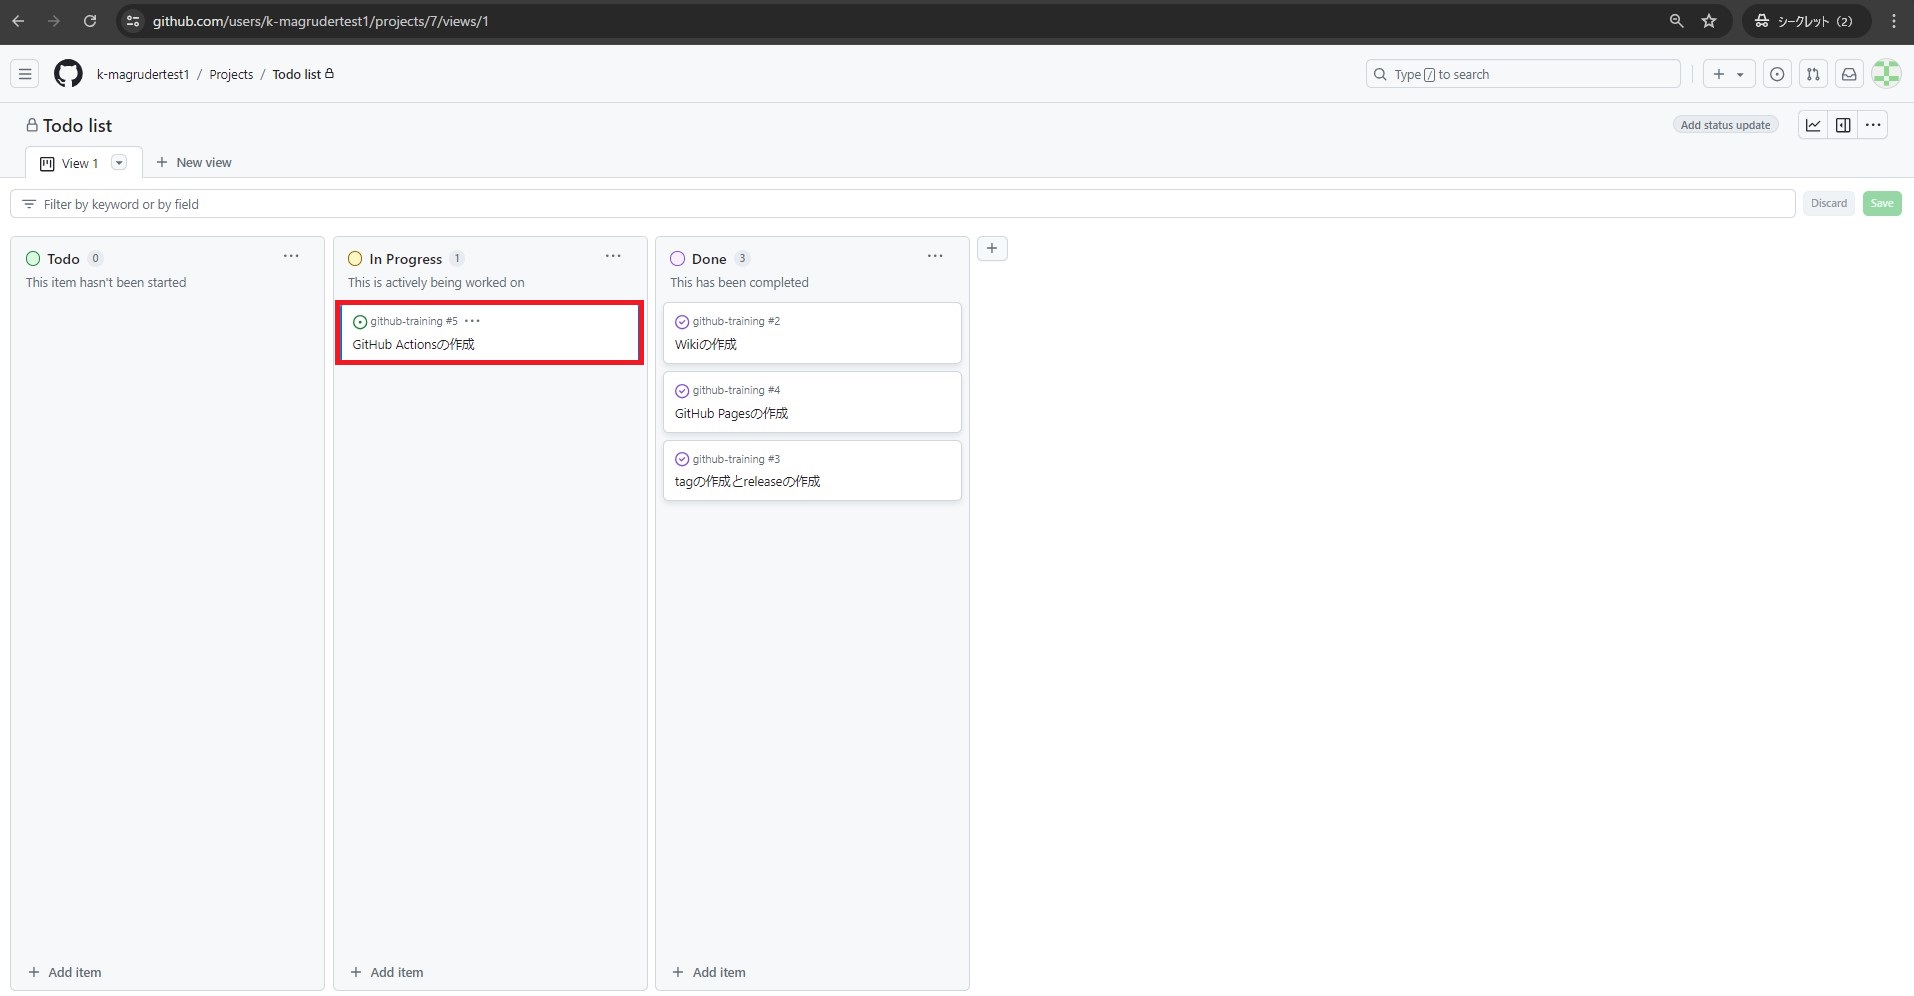 github.com/users/k-magrudertest1/projects/7/views/1
シークレット (2)
k-magrudertest1 / Projects / Todo list
Type / to search
Todo list
Add status update
View 1
New view
Filter by keyword or by field
Discard
Save
Todo 0
This item hasn't been started
Add item
In Progress 1
This is actively being worked on
github-training #5
GitHub Actionsの作成
Add item
Done 3
This has been completed
github-training #2
Wikiの作成
github-training #4
GitHub Pagesの作成
github-training #3
tagの作成とreleaseの作成
Add item